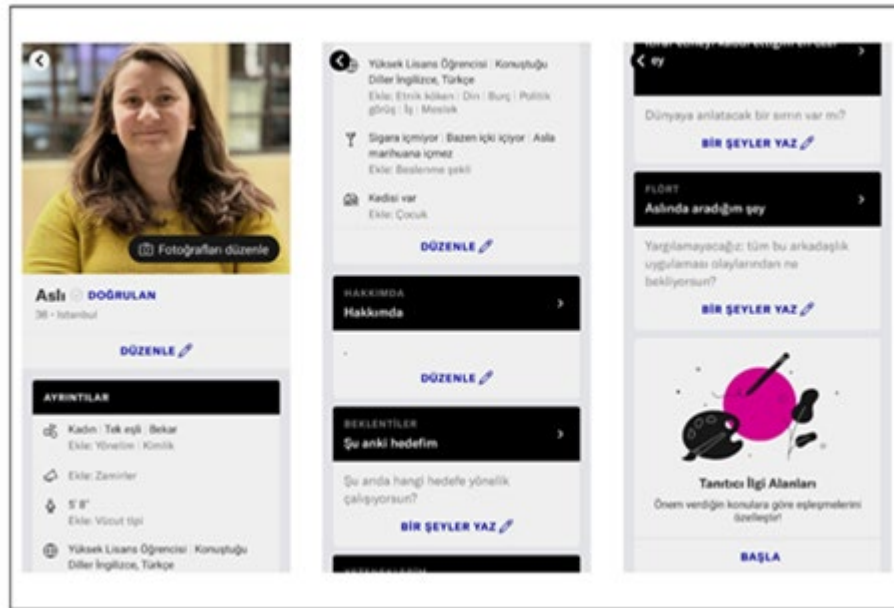 Fotoğrafları düzenle
Aslı DOĞRULAN
38 • Istanbul
DÜZENLE
AYRINTILAR
Kadın | Tek eşli | Bekar
Ekle: Yönelim | Kimlik
Ekle: Zamirler
5' 8"
Ekle: Vücut tipi
Yüksek Lisans Öğrencisi | Konuştuğu
Diller İngilizce, Türkçe
Yüksek Lisans Öğrencisi | Konuştuğu
Diller İngilizce, Türkçe
Ekle: Etnik köken | Din | Burç | Politik
görüş | İş | Meslek
Sigara içmiyor | Bazen içki içiyor | Asla
marihuana içmez
Ekle: Beslenme şekli
Kedisi var
Ekle: Çocuk
DÜZENLE
HAKKIMDA
Hakkımda
.
DÜZENLE
BEKLENTİLER
Şu anki hedefim
Şu anda hangi hedefe yönelik
çalışıyorsun?
BİR ŞEYLER YAZ
ey
Dünyaya anlatacak bir sırrın var mı?
BİR ŞEYLER YAZ
FLÖRT
Aslında aradığım şey
Yargılamayacağız: tüm bu arkadaşlık
uygulaması olaylarından ne
bekliyorsun?
BİR ŞEYLER YAZ
Tanıtıcı İlgi Alanları
Önem verdiğin konulara göre eşleşmelerini
özelleştir!
BAŞLA